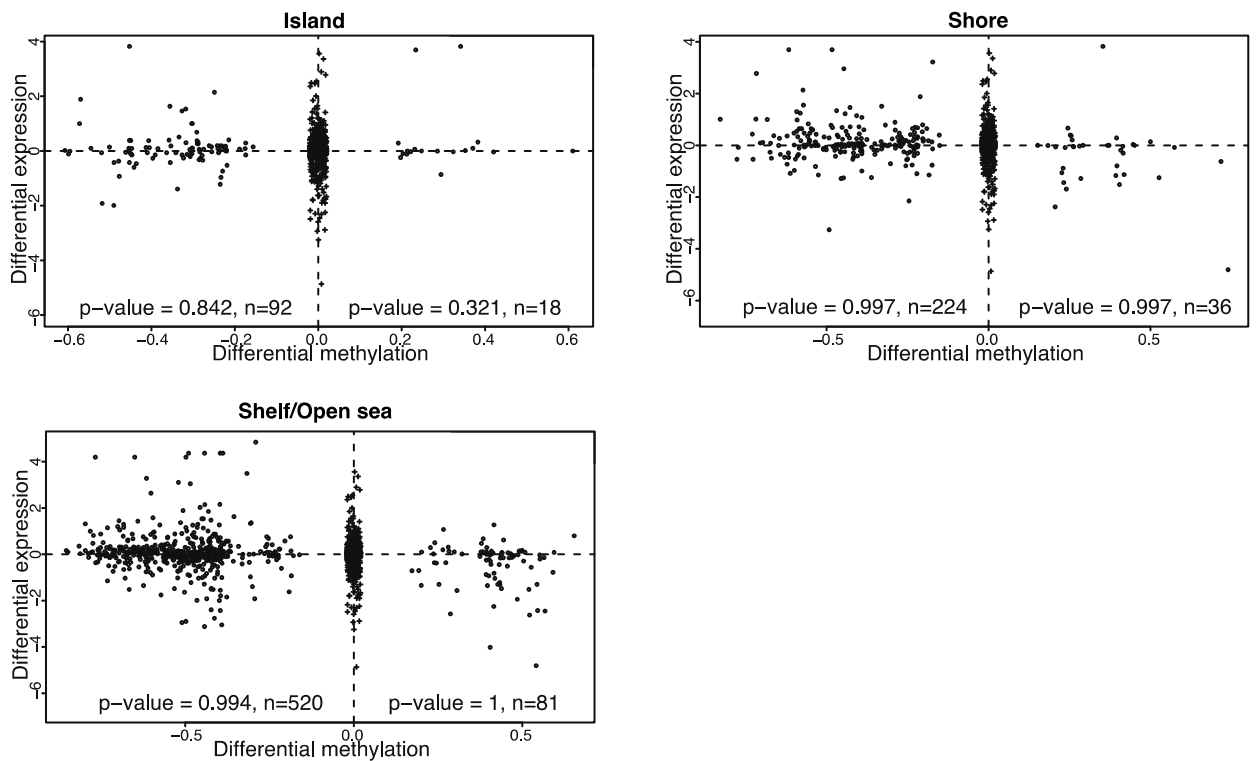 Island
Differential expression
4
2
0
−2
−4
−6
p-value = 0.842, n=92
p-value = 0.321, n=18
−0.6
−0.4
−0.2
0.0
0.2
0.4
0.6
Differential methylation
Shore
Differential expression
4
2
0
−2
−4
−6
p-value = 0.997, n=224
p-value = 0.997, n=36
−0.5
0.0
0.5
Differential methylation
Shelf/Open sea
Differential expression
4
2
0
−2
−4
−6
p-value = 0.994, n=520
p-value = 1, n=81
−0.5
0.0
0.5
Differential methylation